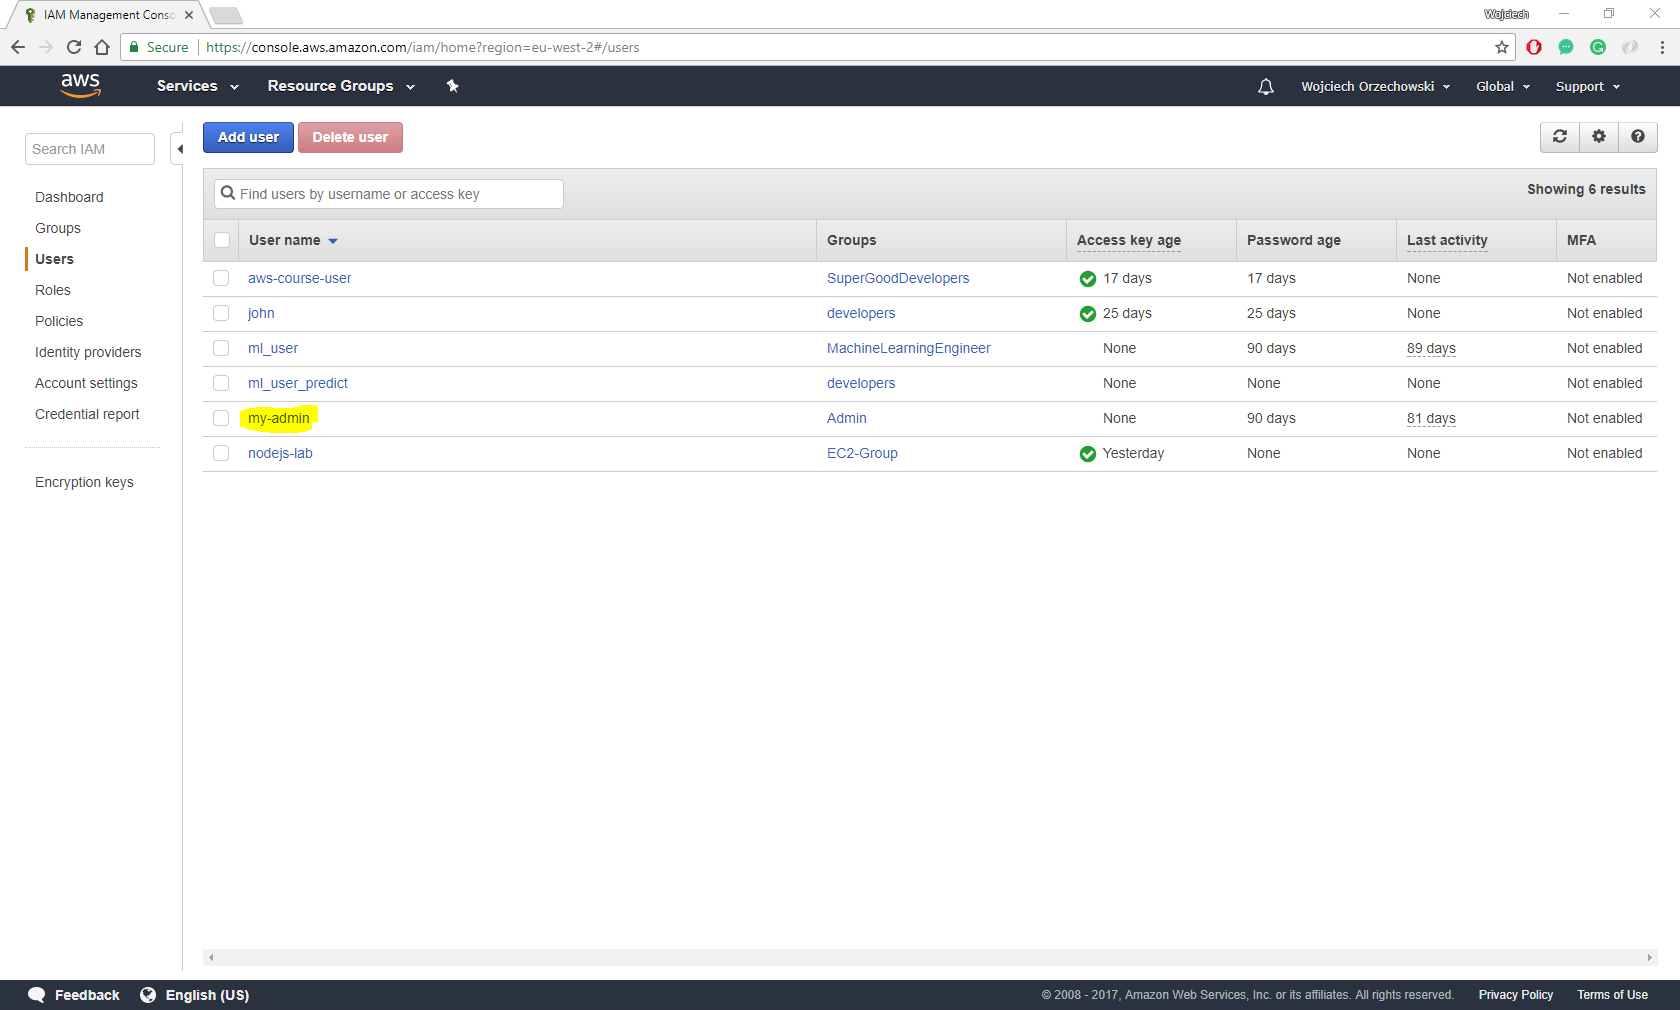 IAM Management Conso
Wojciech
Secure https://console.aws.amazon.com/iam/home?region=eu-west-2#/users
aws Services Resource Groups Wojciech Orzechowski Global Support
Search IAM
Add user Delete user
Dashboard
Groups
Users
Roles
Policies
Identity providers
Account settings
Credential report
Encryption keys
Find users by username or access key Showing 6 results
User name Groups Access key age Password age Last activity MFA
aws-course-user SuperGoodDevelopers 17 days 17 days None Not enabled
john developers 25 days 25 days None Not enabled
ml_user MachineLearningEngineer None 90 days 89 days Not enabled
ml_user_predict developers None None None Not enabled
my-admin Admin None 90 days 81 days Not enabled
nodejs-lab EC2-Group Yesterday None None Not enabled
Feedback English (US) © 2008 - 2017, Amazon Web Services, Inc. or its affiliates. All rights reserved. Privacy Policy Terms of Use